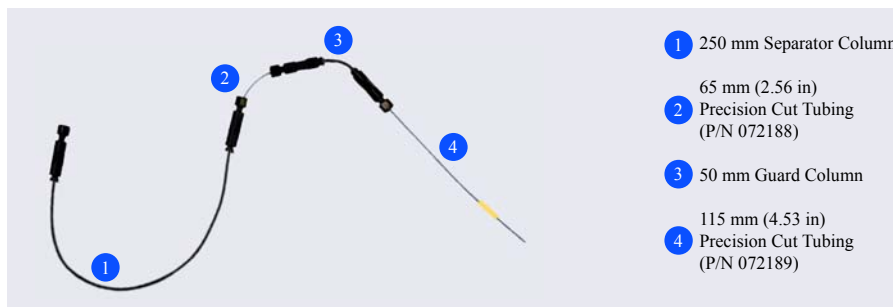 3
2
4
1
1 250 mm Separator Column
65 mm (2.56 in)
2 Precision Cut Tubing
(P/N 072188)
3 50 mm Guard Column
115 mm (4.53 in)
4 Precision Cut Tubing
(P/N 072189)